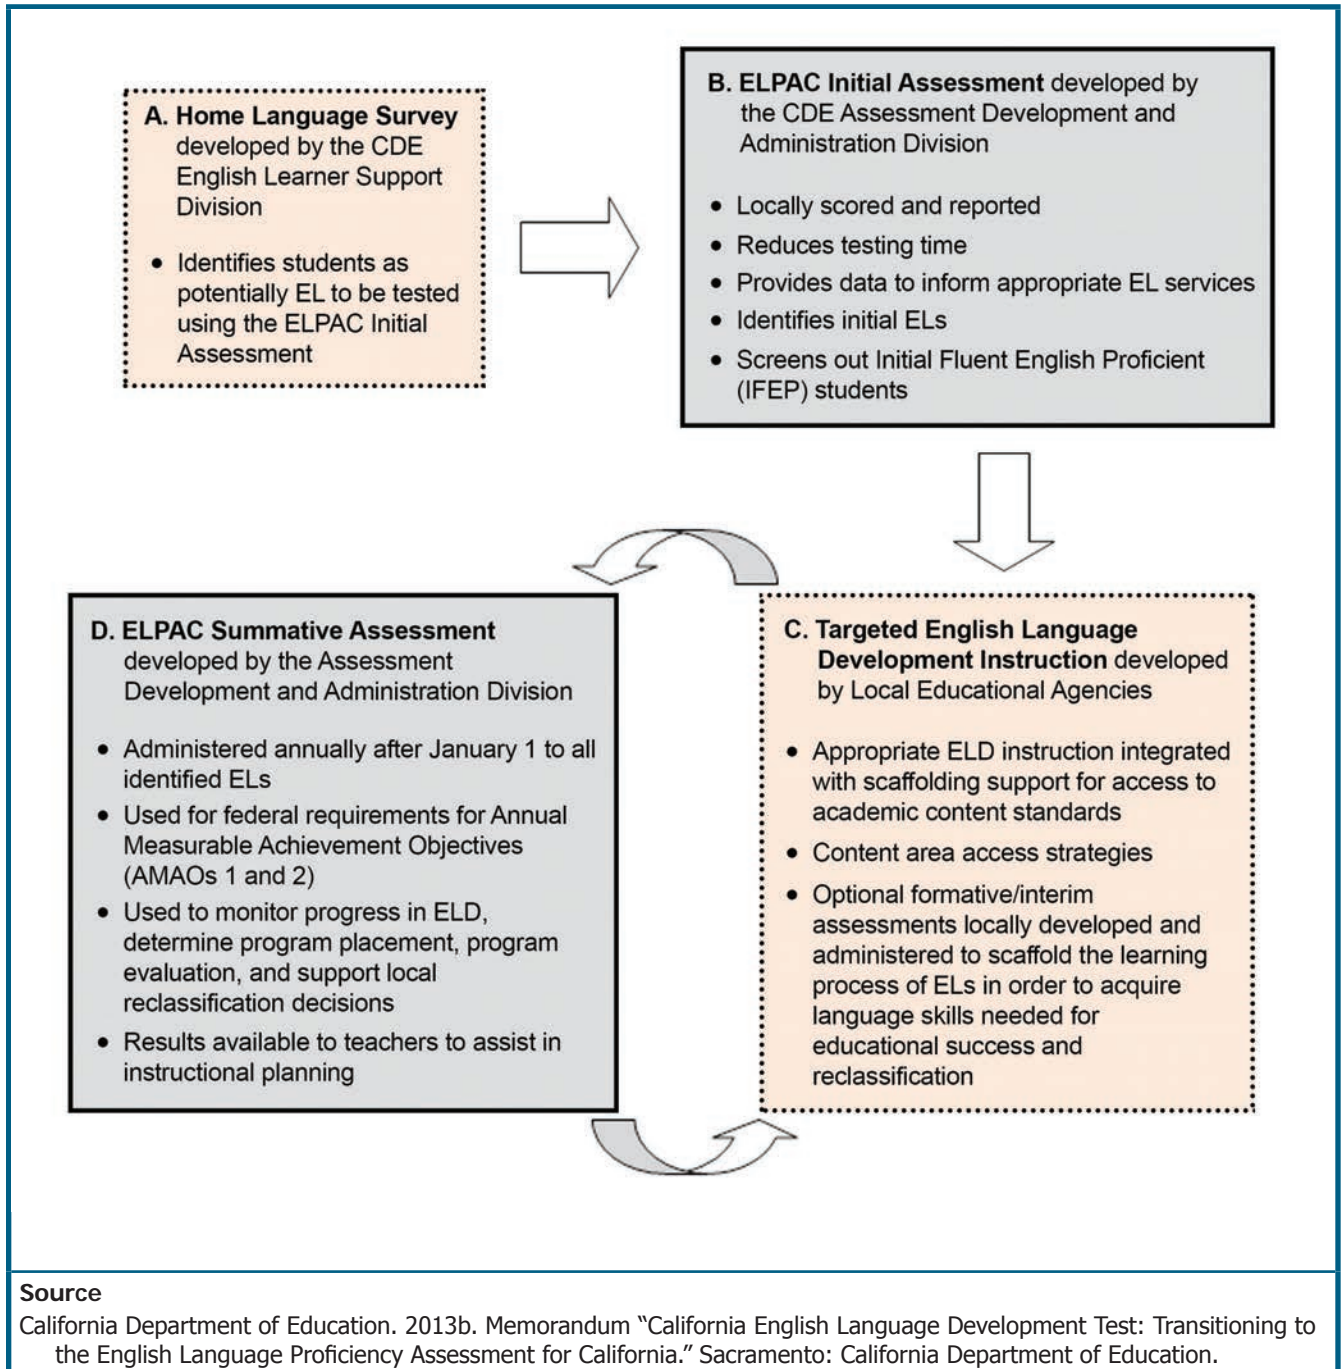 A. Home Language Survey
developed by the CDE
English Learner Support
Division
• Identifies students as
potentially EL to be tested
using the ELPAC Initial
Assessment
B. ELPAC Initial Assessment developed by
the CDE Assessment Development and
Administration Division
• Locally scored and reported
• Reduces testing time
• Provides data to inform appropriate EL services
• Identifies initial ELs
• Screens out Initial Fluent English Proficient
(IFEP) students
C. Targeted English Language
Development Instruction developed
by Local Educational Agencies
• Appropriate ELD instruction integrated
with scaffolding support for access to
academic content standards
• Content area access strategies
• Optional formative/interim
assessments locally developed and
administered to scaffold the learning
process of ELs in order to acquire
language skills needed for
educational success and
reclassification
D. ELPAC Summative Assessment
developed by the Assessment
Development and Administration Division
• Administered annually after January 1 to all
identified ELs
• Used for federal requirements for Annual
Measurable Achievement Objectives
(AMAOs 1 and 2)
• Used to monitor progress in ELD,
determine program placement, program
evaluation, and support local
reclassification decisions
• Results available to teachers to assist in
instructional planning
Source
California Department of Education. 2013b. Memorandum “California English Language Development Test: Transitioning to
the English Language Proficiency Assessment for California.” Sacramento: California Department of Education.